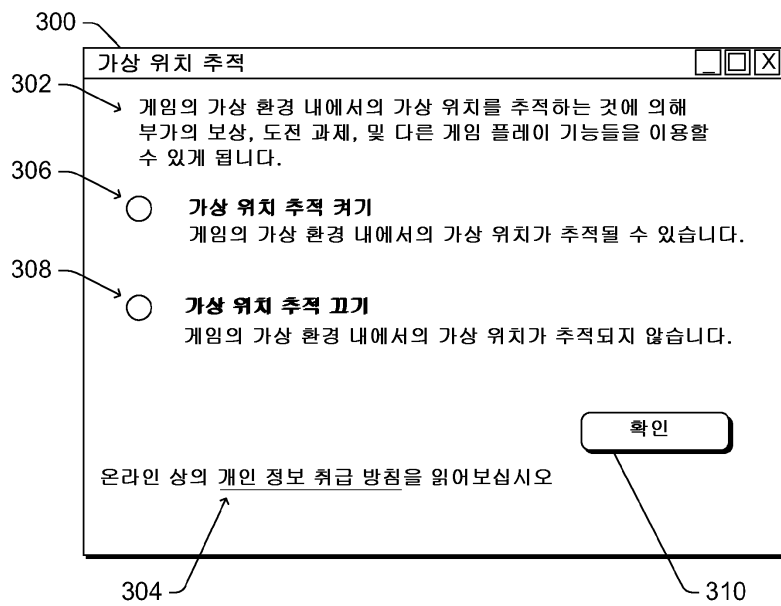 300
가상 위치 추적
302
게임의 가상 환경 내에서의 가상 위치를 추적하는 것에 의해
부가의 보상, 도전 과제, 및 다른 게임 플레이 기능들을 이용할
수 있게 됩니다.
306
가상 위치 추적 켜기
게임의 가상 환경 내에서의 가상 위치가 추적될 수 있습니다.
308
가상 위치 추적 끄기
게임의 가상 환경 내에서의 가상 위치가 추적되지 않습니다.
확인
온라인 상의 개인 정보 취급 방침을 읽어보십시오
304
310